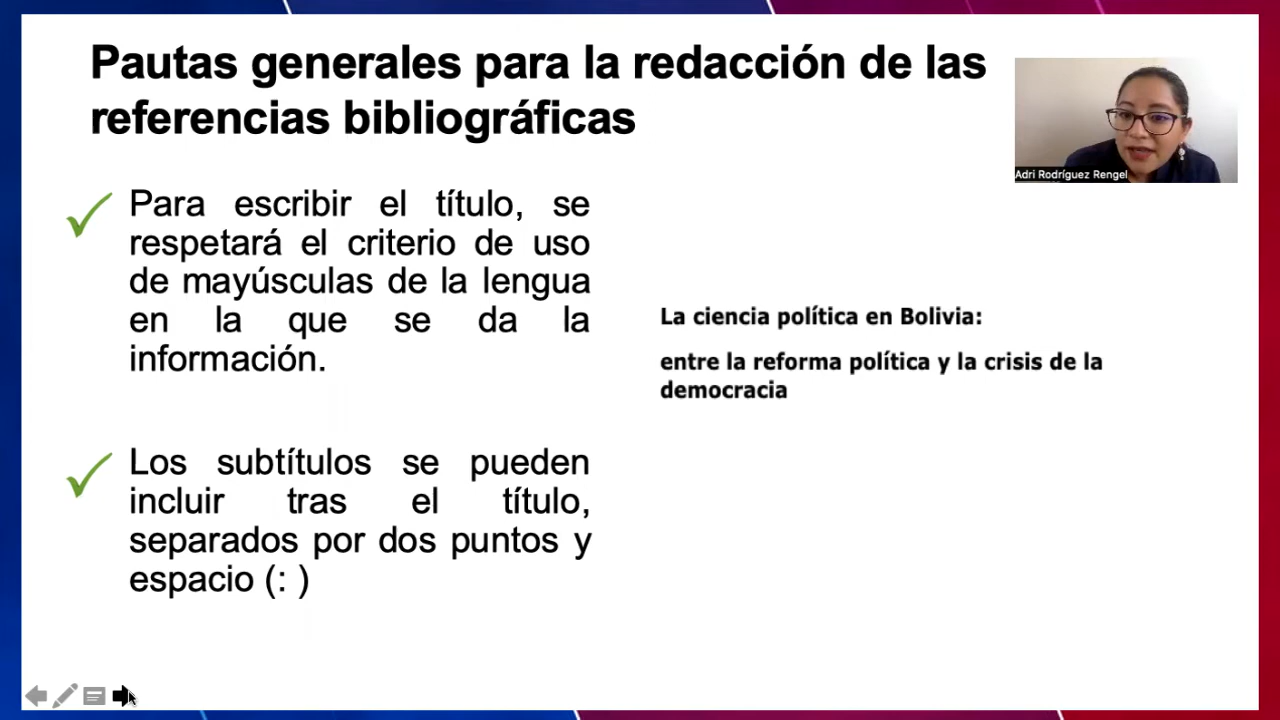 Pautas generales para la redacción de las
referencias bibliográficas
Adri Rodríguez Rengel
Para escribir el título, se
respetará el criterio de uso
de mayúsculas de la lengua
en la que se da la
información.
La ciencia política en Bolivia:
entre la reforma política y la crisis de la
democracia
Los subtítulos se pueden
incluir tras el título,
separados por dos puntos y
espacio (: )